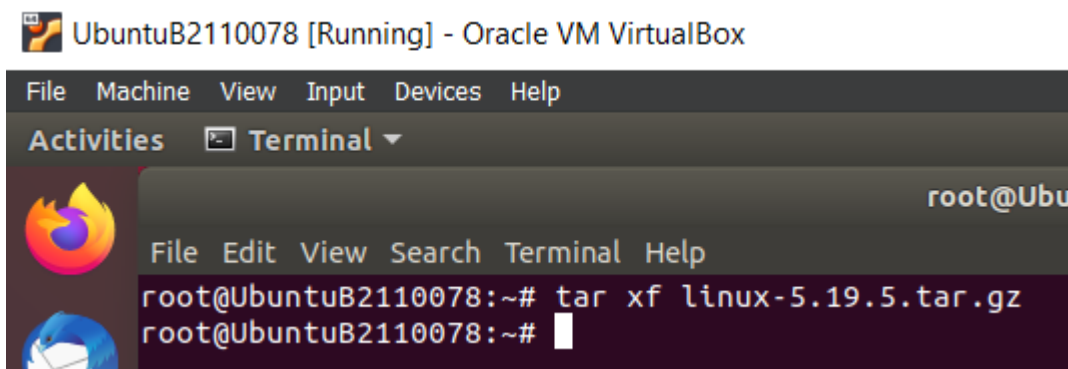 UbuntuB2110078 [Running] - Oracle VM VirtualBox
File Machine View Input Devices Help
Activities Terminal
root@Ubu
File Edit View Search Terminal Help
root@UbuntuB2110078:~# tar xf linux-5.19.5.tar.gz
root@UbuntuB2110078:~#